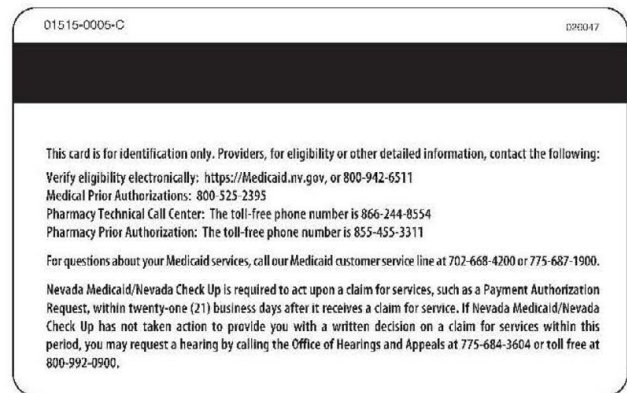 01515-0005-C 026047
This card is for identification only. Providers, for eligibility or other detailed information, contact the following:
Verify eligibility electronically: https://Medicaid.nv.gov, or 800-942-6511
Medical Prior Authorizations: 800-525-2395
Pharmacy Technical Call Center: The toll-free phone number is 866-244-8554
Pharmacy Prior Authorization: The toll-free phone number is 855-455-3311
For questions about your Medicaid services, call our Medicaid customer service line at 702-668-4200 or 775-687-1900.
Nevada Medicaid/Nevada Check Up is required to act upon a claim for services, such as a Payment Authorization
Request, within twenty-one (21) business days after it receives a claim for service. If Nevada Medicaid/Nevada
Check Up has not taken action to provide you with a written decision on a claim for services within this
period, you may request a hearing by calling the Office of Hearings and Appeals at 775-684-3604 or toll free at
800-992-0900.